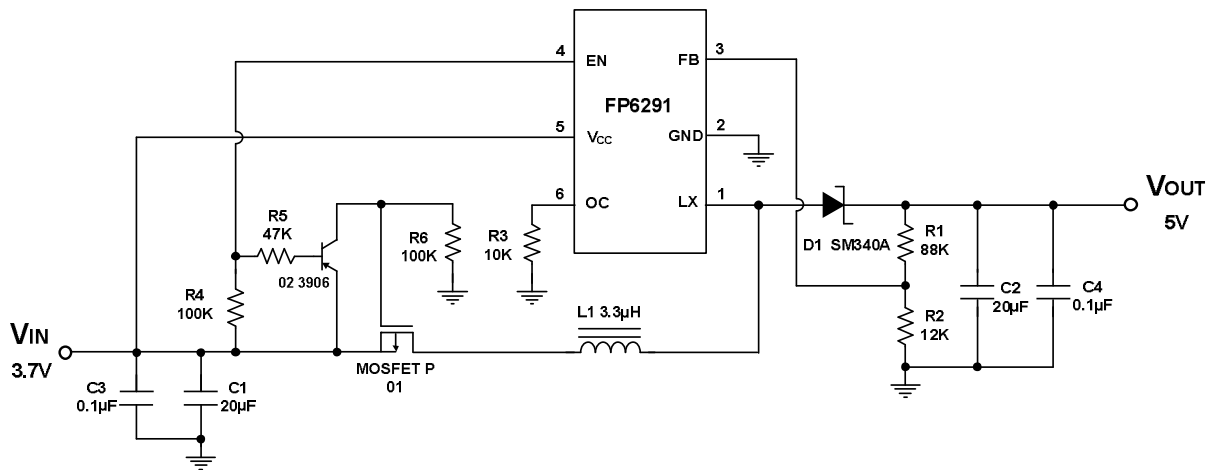 4
EN
FP6291
FB
3
5
VCC
GND
2
6
OC
LX
1
R5
47K
02 3906
R6
100K
R3
10K
R4
100K
D1 SM340A
R1
88K
R2
12K
C2
20µF
C4
0.1µF
VOUT
5V
L1 3.3µH
VIN
3.7V
MOSFET P
01
C3
0.1µF
C1
20µF